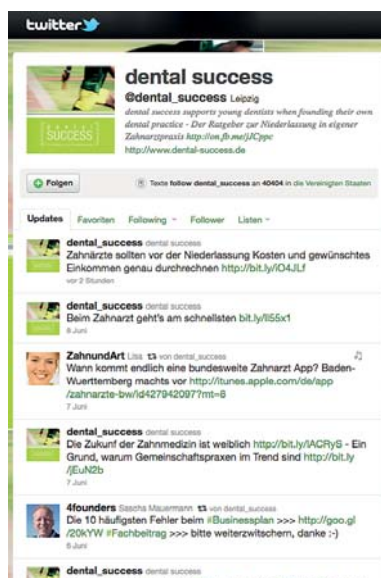 twitter
dental success
@dental_success Leipzig
dental success supports young dentists when founding their own
dental practice - Der Ratgeber zur Niederlassung in eigener
Zahnarztpraxis http://on.fb.me/jlCppc
http://www.dental-success.de
dental
SUCCESS
Folgen
Texte follow dental_success an 40404 in die Vereinigten Staaten
Updates Favoriten Following Follower Listen
dental_success dental success
Zahnärzte sollten vor der Niederlassung Kosten und gewünschtes
Einkommen genau durchrechnen http://bit.ly/iO4JLf
vor 2 Stunden
dental_success dental success
Beim Zahnarzt geht's am schnellsten bit.ly/lI55x1
8 Juni
ZahnundArt Liss von dental_success
Wann kommt endlich eine bundesweite Zahnarzt App? Baden-
Wuerttemberg machts vor http://itunes.apple.com/de/app
/zahnarzte-bw/id427942097?mt=8
7 Juni
dental_success dental success
Die Zukunf der Zahnmedizin ist weiblich http://bit.ly/lACRyS - Ein
Grund, warum Gemeinschaftspraxen im Trend sind http://bit.ly
/jEuN2b
7 Juni
4founders Sascha Mauermann von dental_success
Die 10 häufigsten Fehler beim #Businessplan >>> http://goo.gl
/20kYW #Fachbeitrag >>> bitte weiterzwitschern, danke :-)
6 Juni
dental_success dental success